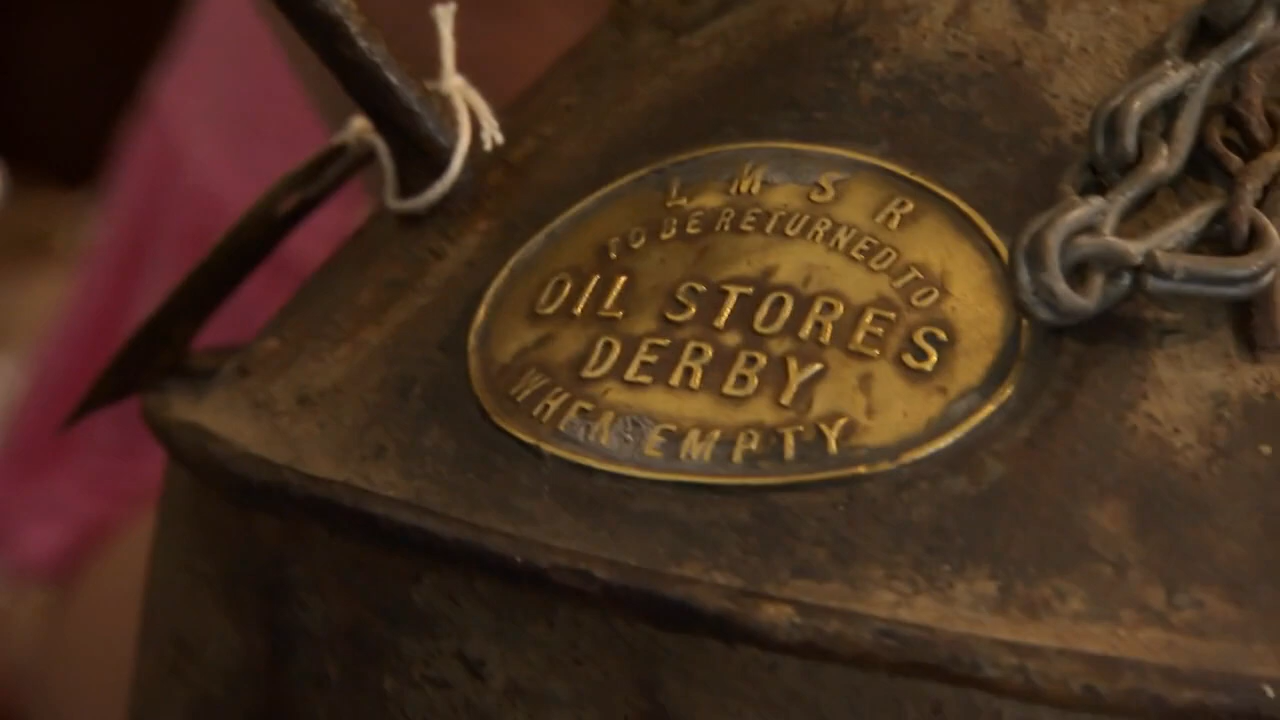 L M S R
TO BE RETURNED TO
OIL STORES
DERBY
WHEN EMPTY